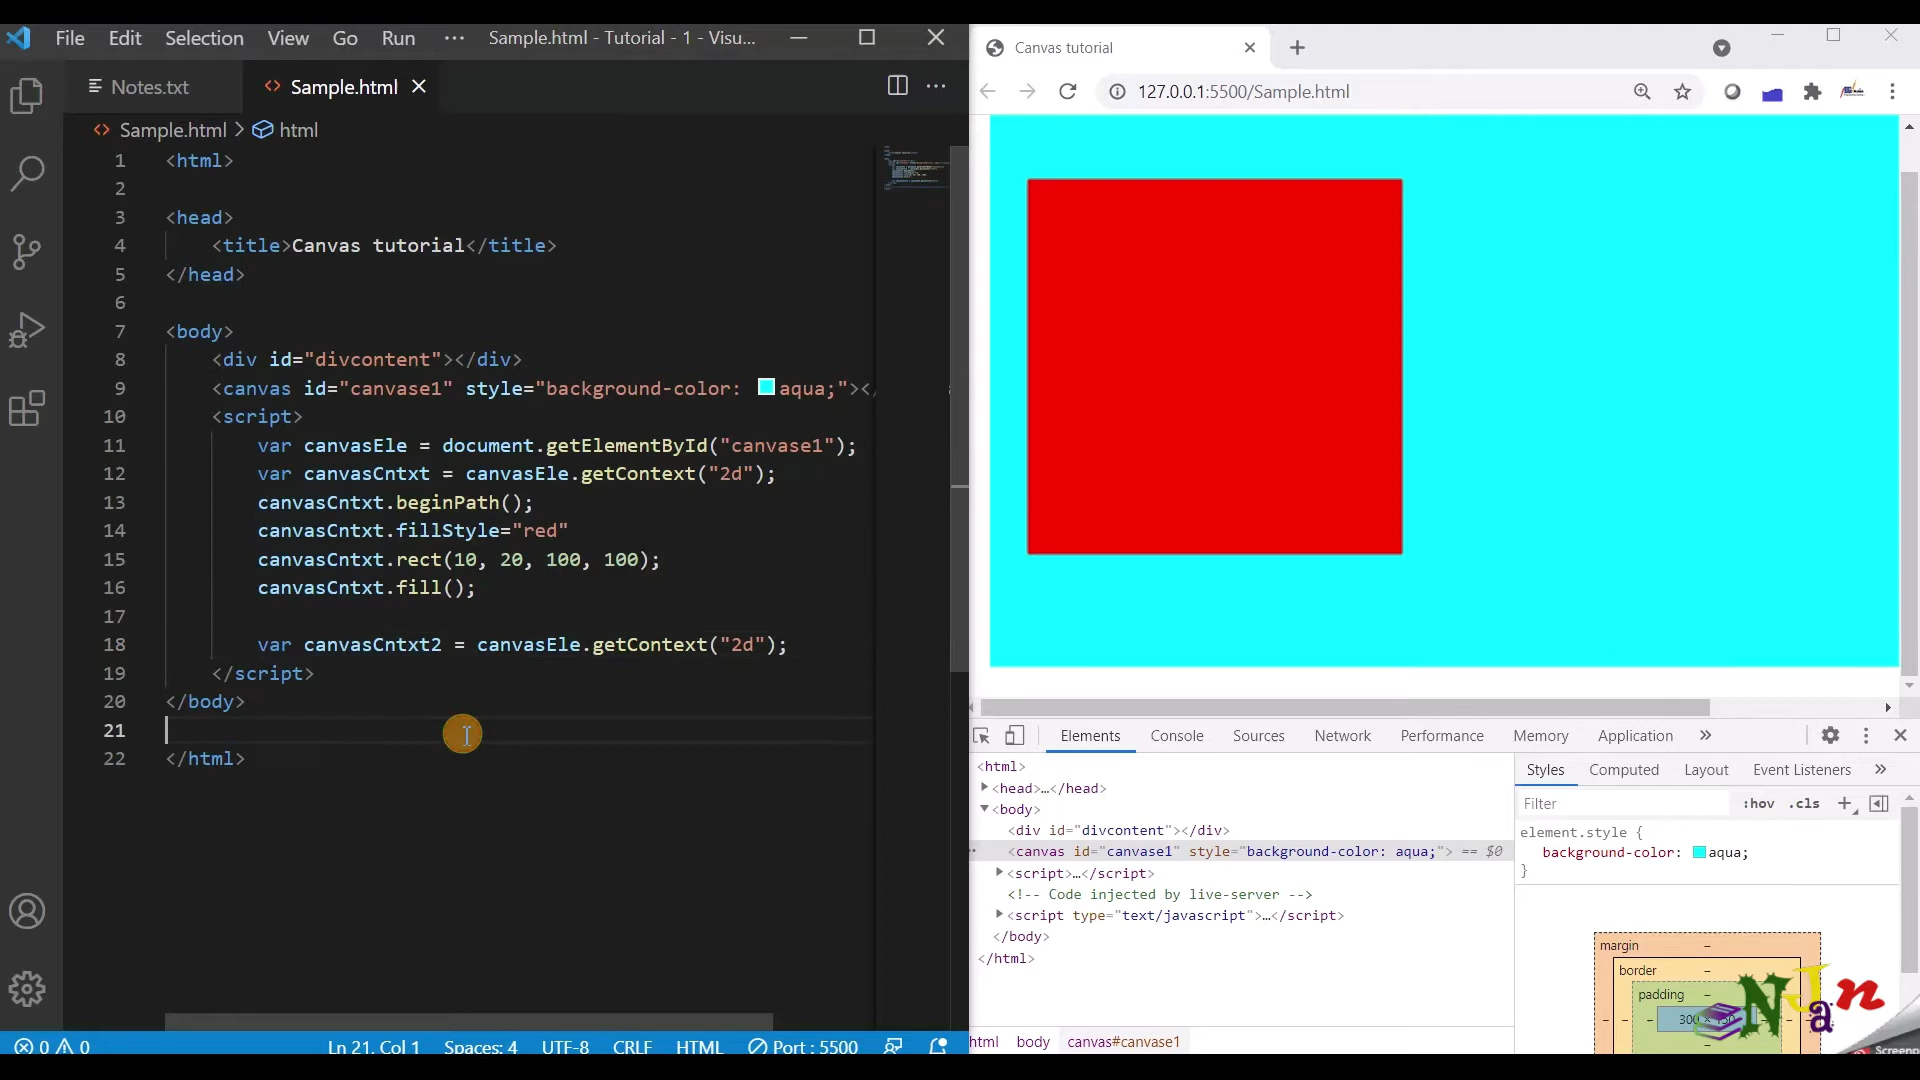 File Edit Selection View Go Run ··· Sample.html - Tutorial - 1 - Visu...
Notes.txt
Sample.html
Sample.html > html
1 <html>
2
3 <head>
4 <title>Canvas tutorial</title>
5 </head>
6
7 <body>
8 <div id="divcontent"></div>
9 <canvas id="canvase1" style="background-color: aqua;"></
10 <script>
11 var canvasEle = document.getElementById("canvase1");
12 var canvasCntxt = canvasEle.getContext("2d");
13 canvasCntxt.beginPath();
14 canvasCntxt.fillStyle="red"
15 canvasCntxt.rect(10, 20, 100, 100);
16 canvasCntxt.fill();
17
18 var canvasCntxt2 = canvasEle.getContext("2d");
19 </script>
20 </body>
21
22 </html>
0 0 Ln 21, Col 1 Spaces: 4 UTF-8 CRLF HTML Port : 5500
Canvas tutorial
127.0.0.1:5500/Sample.html
Elements Console Sources Network Performance Memory Application »
<html>
<head>…</head>
<body>
<div id="divcontent"></div>
<canvas id="canvase1" style="background-color: aqua;"> == $0
<script>…</script>
<!-- Code injected by live-server -->
<script type="text/javascript">…</script>
</body>
</html>
html body canvas#canvase1
Styles Computed Layout Event Listeners »
Filter :hov .cls +
element.style {
background-color: aqua;
}
margin –
border –
padding –
NJan